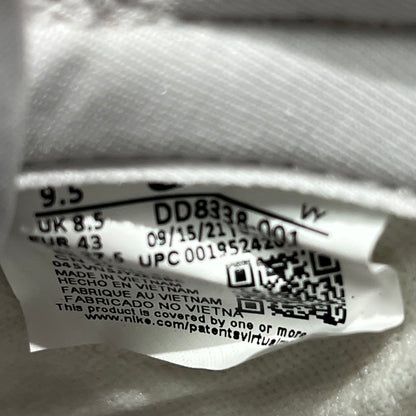 9.5 W
UK 8.5 DD8338-001
EUR 43 09/15/21
UPC 0019524200
MADE IN VIETNAM
HECHO EN VIETNAM
FABRIQUE AU VIETNAM
FABRICADO NO VIETNA
This product is covered by one or more
www.nike.com/patentsvirtual